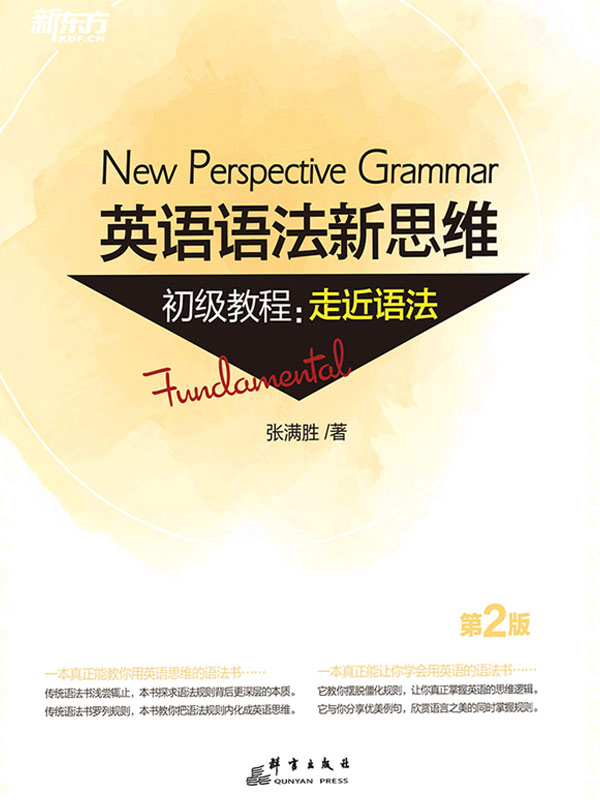 新东方
XDF.CN
New Perspective Grammar
英语语法新思维
初级教程：走近语法
Fundamental
张满胜 /著
第2版
一本真正能教你用英语思维的语法书……
传统语法书浅尝辄止，本书探求语法规则背后更深层的本质。
传统语法书罗列规则，本书教你把语法规则内化成英语思维。
一本真正能让你学会用英语的语法书……
它教你摆脱僵化规则，让你真正掌握英语的思维逻辑。
它与你分享优美例句，欣赏语言之美的同时掌握规则。
群言出版社
QUNYAN PRESS